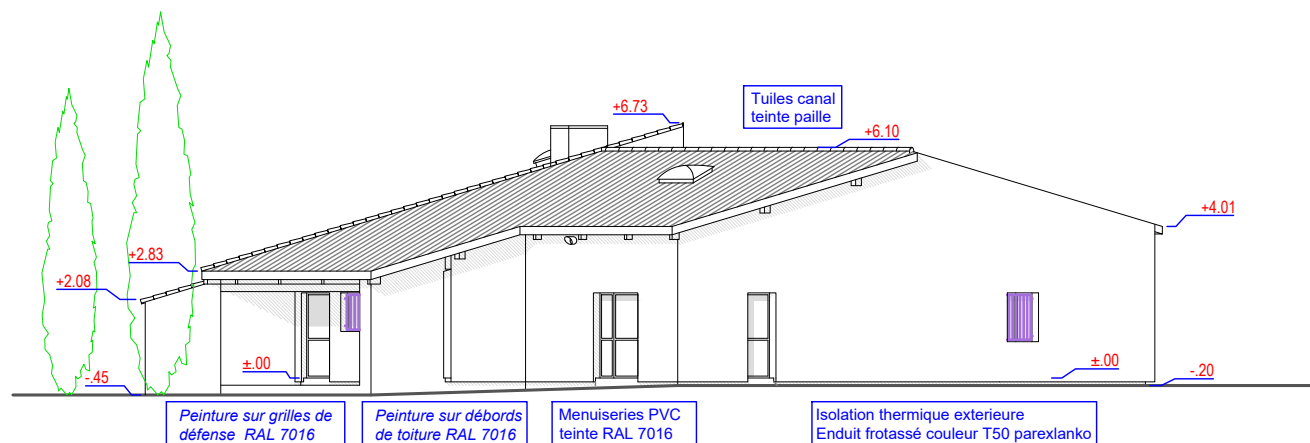 Tuiles canal
teinte paille
+6.73
+6.10
+4.01
+2.83
+2.08
±.00
±.00
-.45
-.20
Peinture sur grilles de
défense RAL 7016
Peinture sur débords
de toiture RAL 7016
Menuiseries PVC
teinte RAL 7016
Isolation thermique exterieure
Enduit frotassé couleur T50 parexlanko